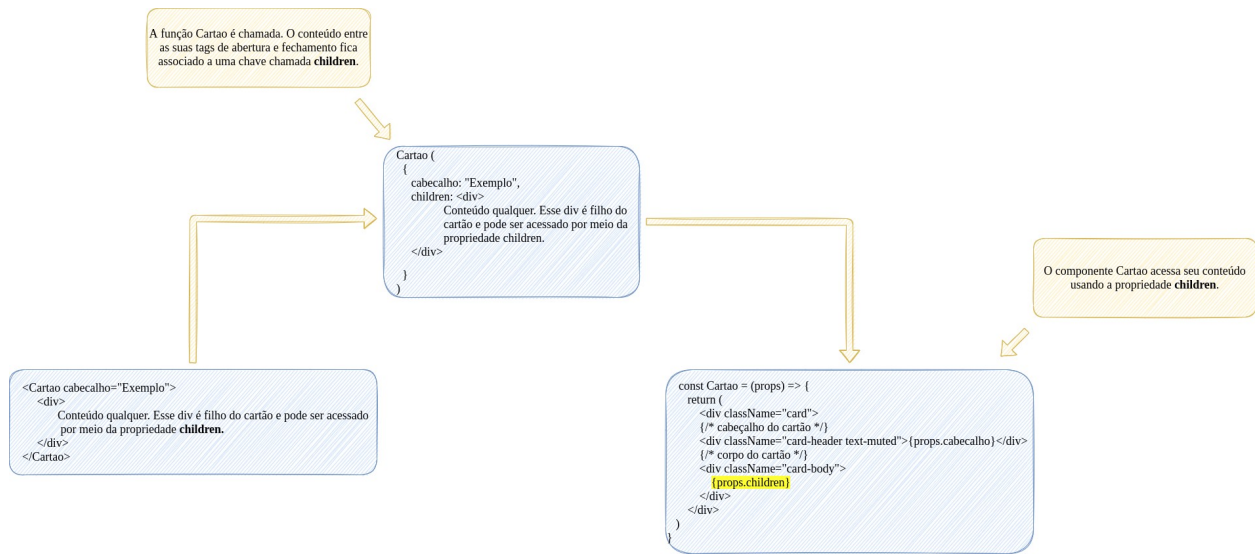 A função Cartao é chamada. O conteúdo entre
as suas tags de abertura e fechamento fica
associado a uma chave chamada children.
Cartao (
{
cabecalho: "Exemplo",
children: <div>
Conteúdo qualquer. Esse div é filho do
cartão e pode ser acessado por meio da
propriedade children.
</div>
}
)
O componente Cartao acessa seu conteúdo
usando a propriedade children.
<Cartao cabecalho="Exemplo">
<div>
Conteúdo qualquer. Esse div é filho do cartão e pode ser acessado
por meio da propriedade children.
</div>
</Cartao>
const Cartao = (props) => {
return (
<div className="card">
{/* cabeçalho do cartão */}
<div className="card-header text-muted">{props.cabecalho}</div>
{/* corpo do cartão */}
<div className="card-body">
{props.children}
</div>
</div>
)
}